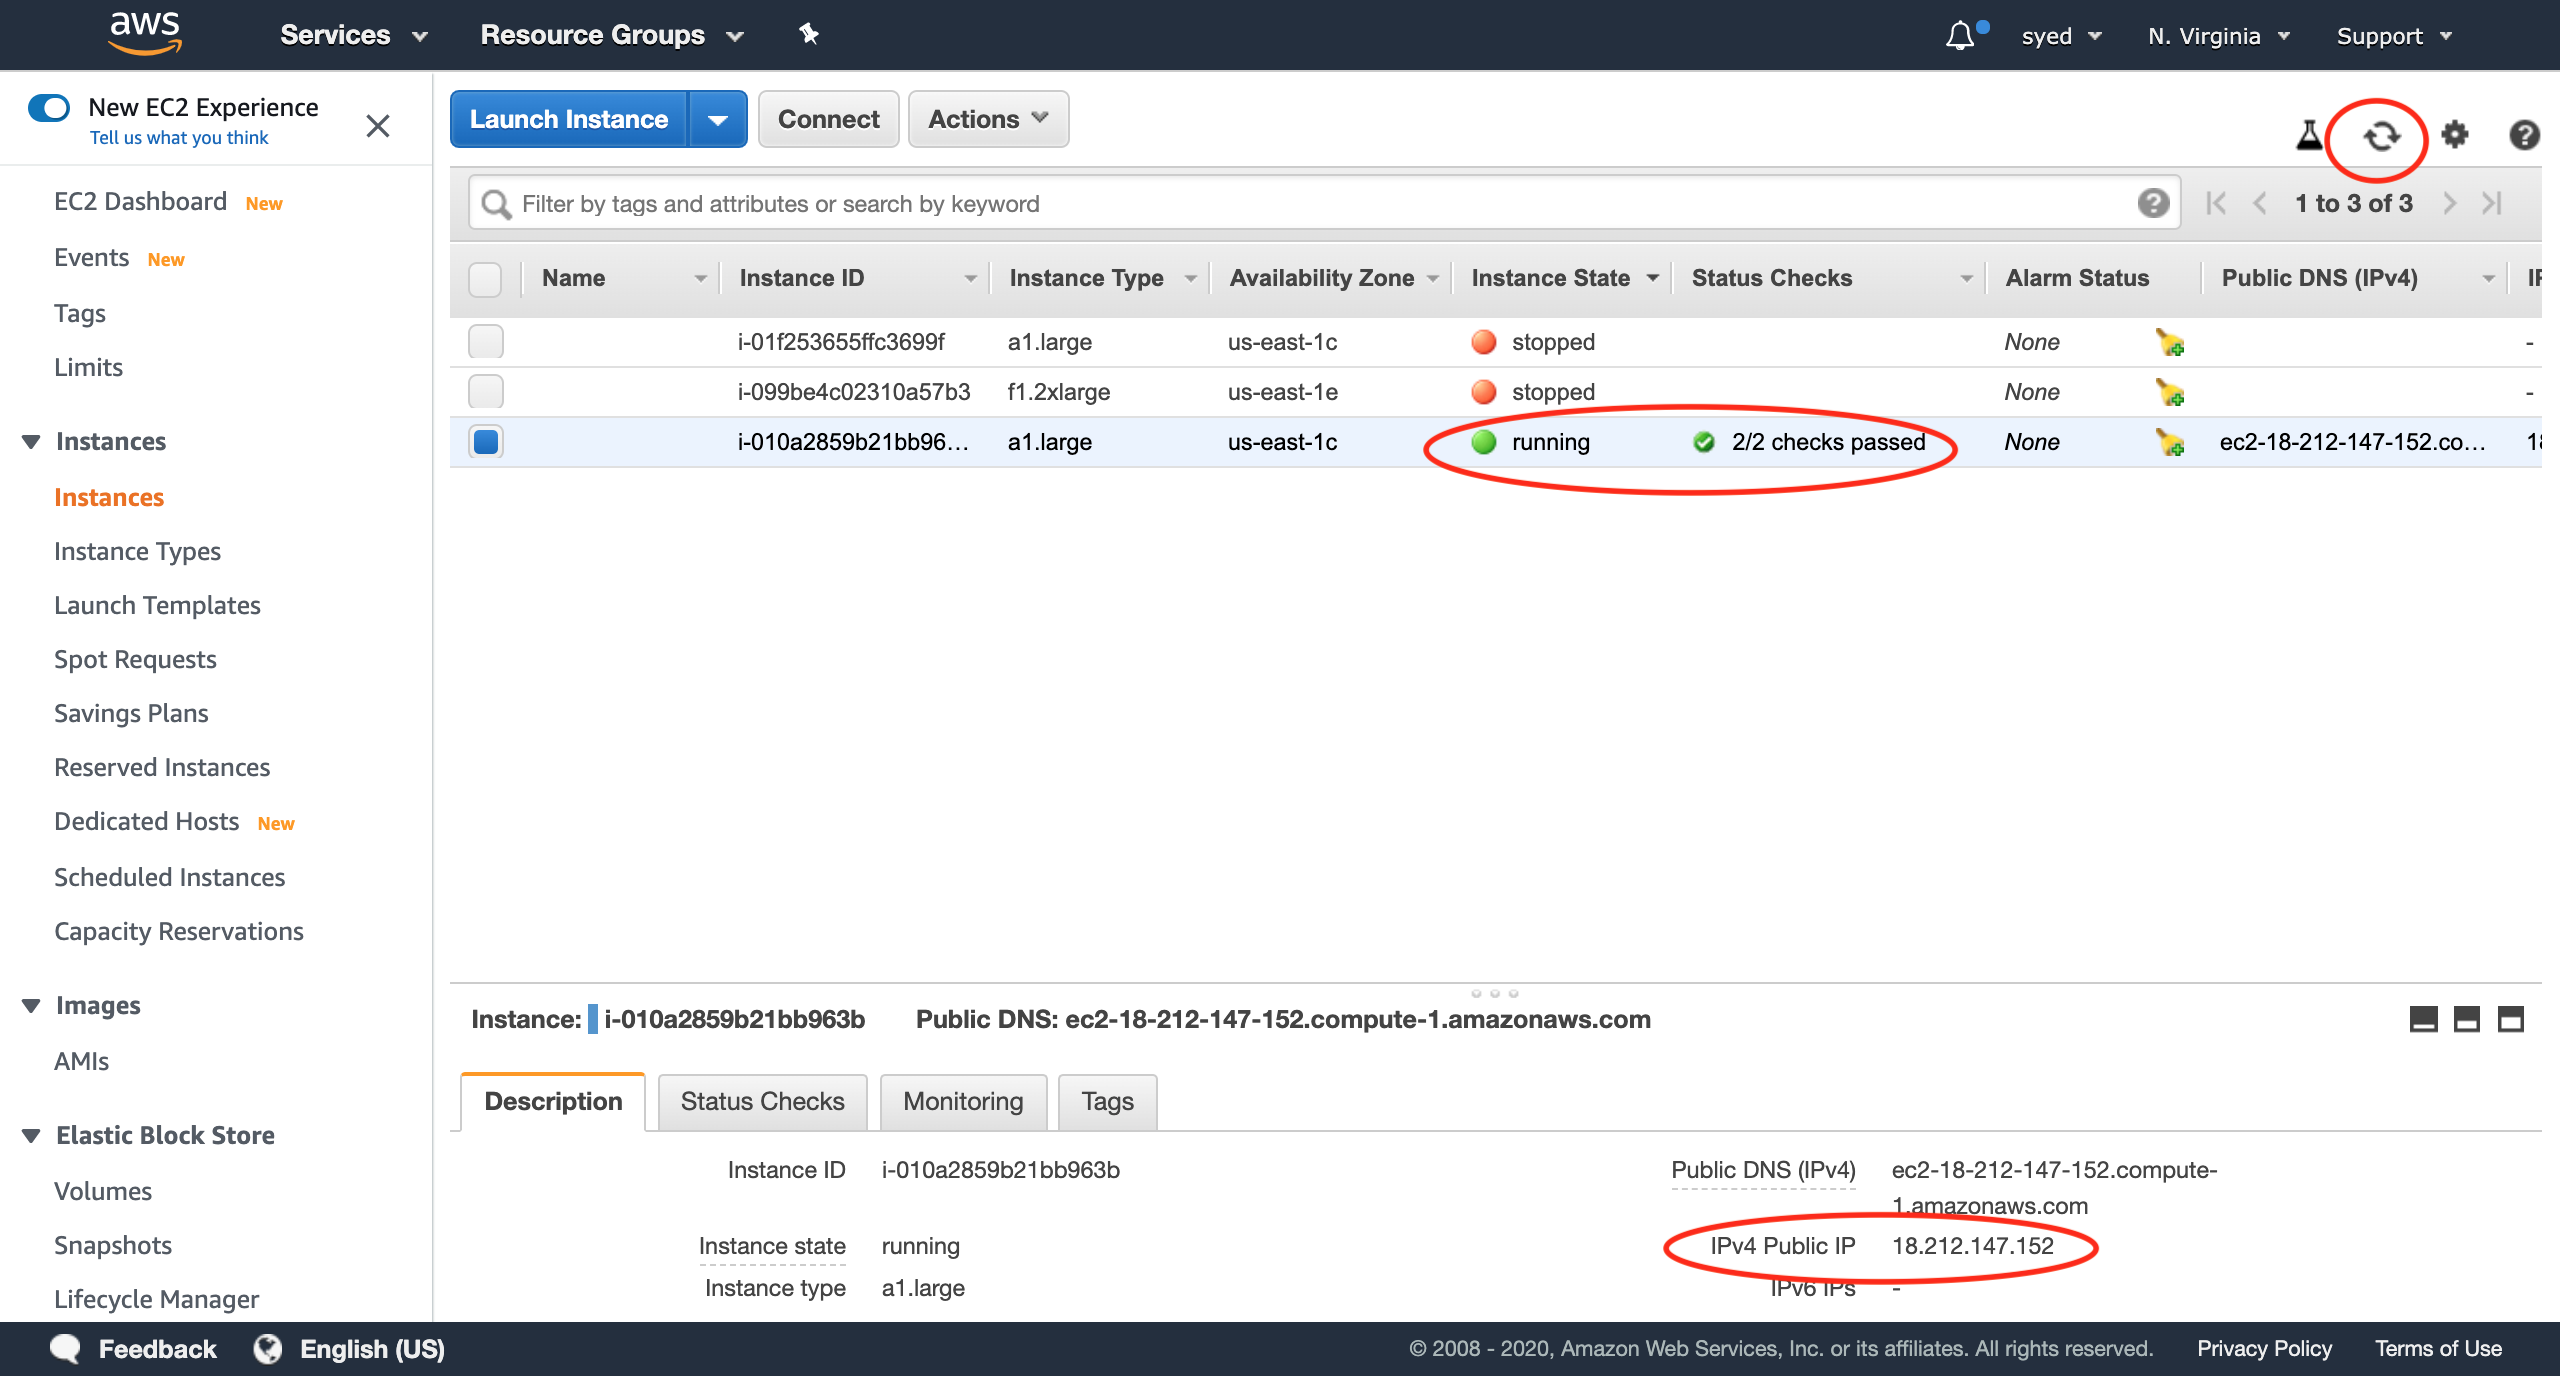 aws
Services
Resource Groups
syed
N. Virginia
Support
New EC2 Experience
Tell us what you think
EC2 Dashboard New
Events New
Tags
Limits
Instances
Instances
Instance Types
Launch Templates
Spot Requests
Savings Plans
Reserved Instances
Dedicated Hosts New
Scheduled Instances
Capacity Reservations
Images
AMIs
Elastic Block Store
Volumes
Snapshots
Lifecycle Manager
Launch Instance
Connect
Actions
Filter by tags and attributes or search by keyword
1 to 3 of 3
Name Instance ID Instance Type Availability Zone Instance State Status Checks Alarm Status Public DNS (IPv4)
i-01f253655ffc3699f a1.large us-east-1c stopped None -
i-099be4c02310a57b3 f1.2xlarge us-east-1e stopped None -
i-010a2859b21bb96... a1.large us-east-1c running 2/2 checks passed None ec2-18-212-147-152.co...
Instance: i-010a2859b21bb963b Public DNS: ec2-18-212-147-152.compute-1.amazonaws.com
Description
Status Checks
Monitoring
Tags
Instance ID i-010a2859b21bb963b
Public DNS (IPv4) ec2-18-212-147-152.compute-
1.amazonaws.com
Instance state running
IPv4 Public IP 18.212.147.152
Instance type a1.large
IPv6 IPs -
Feedback
English (US)
© 2008 - 2020, Amazon Web Services, Inc. or its affiliates. All rights reserved.
Privacy Policy
Terms of Use